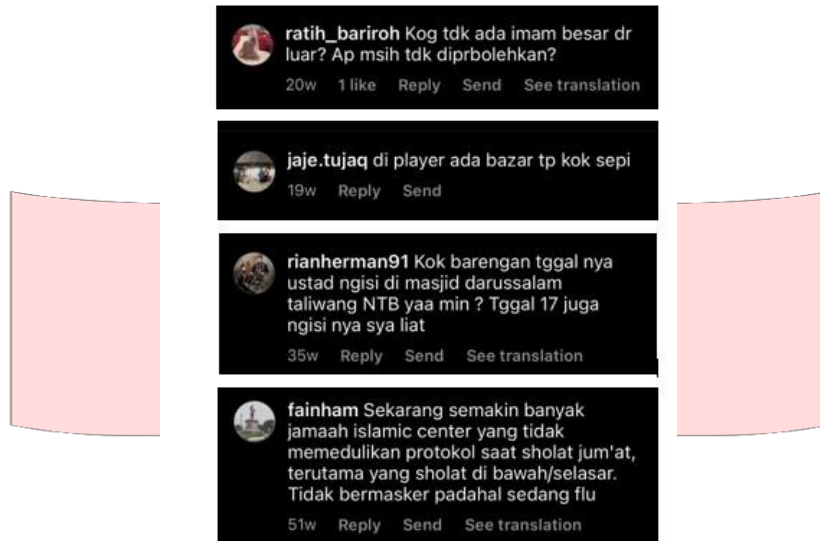 ratih_bariroh Kog tdk ada imam besar dr
luar? Ap msih tdk diprbolehkan?
20w 1 like Reply Send See translation
jaje.tujaq di player ada bazar tp kok sepi
19w Reply Send
rianherman91 Kok barengan tggal nya
ustad ngisi di masjid darussalam
taliwang NTB yaa min ? Tggal 17 juga
ngisi nya sya liat
35w Reply Send See translation
fainham Sekarang semakin banyak
jamaah islamic center yang tidak
memedulikan protokol saat sholat jum'at,
terutama yang sholat di bawah/selasar.
Tidak bermasker padahal sedang flu
51w Reply Send See translation